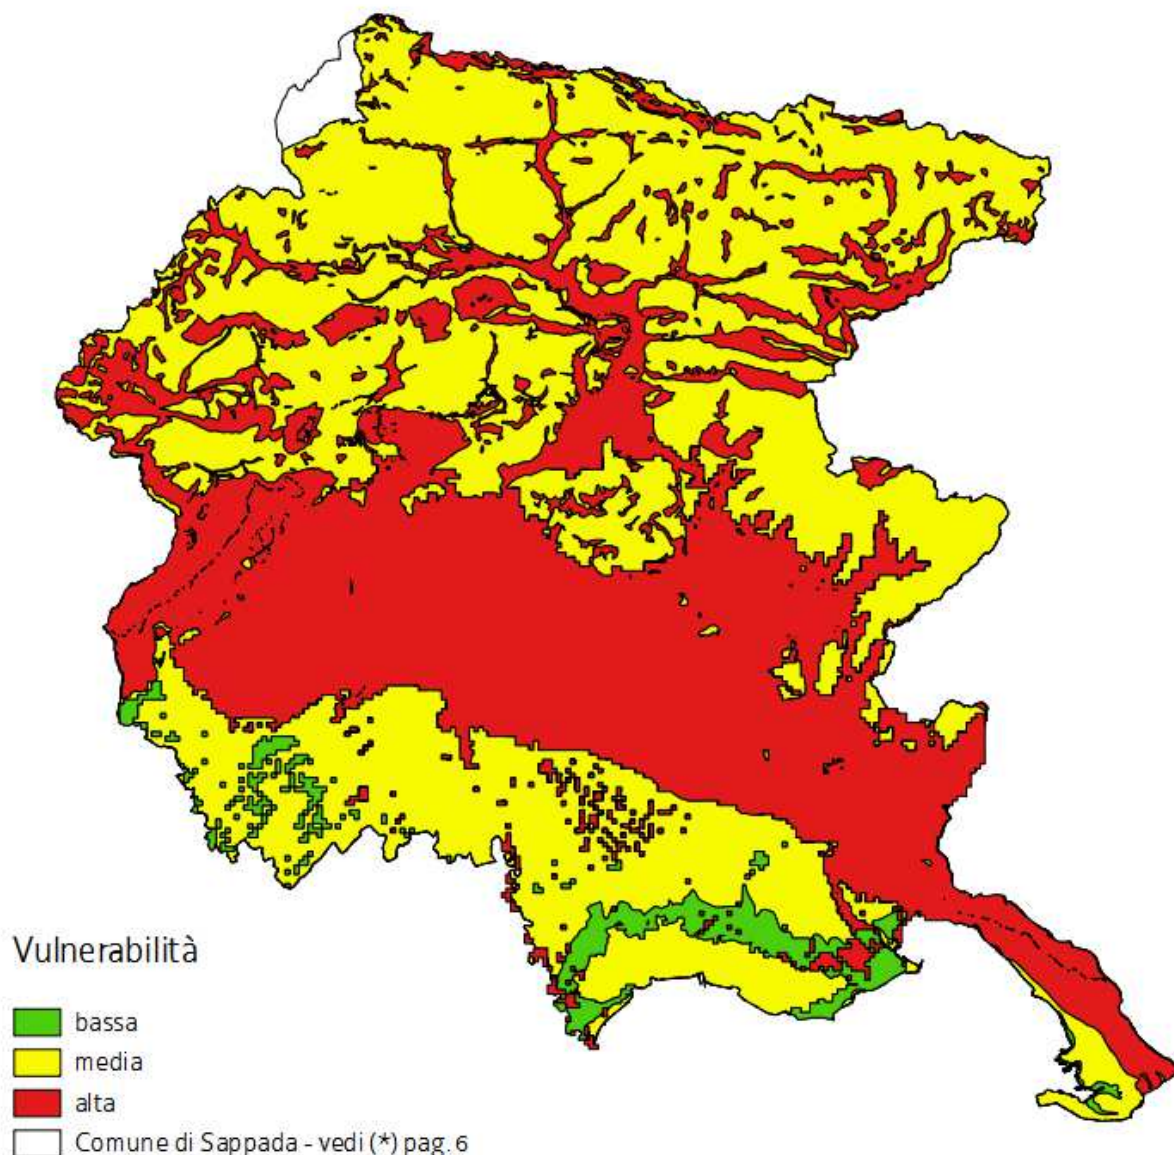 Vulnerabilità
bassa
media
alta
Comune di Sappada - vedi (*) pag. 6